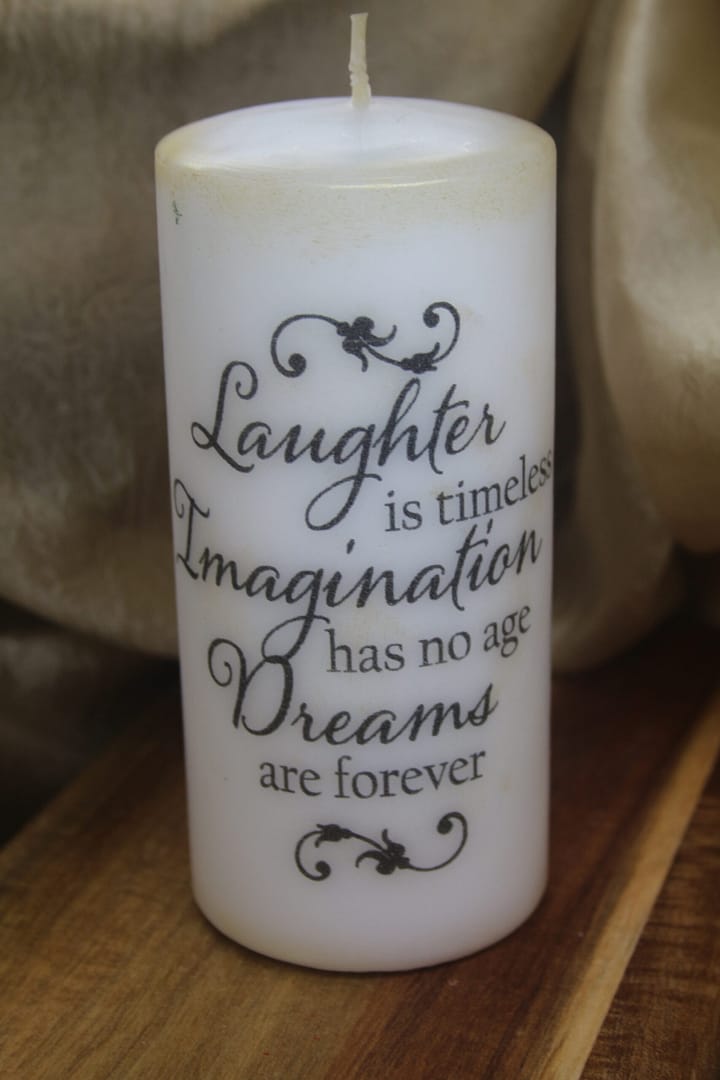 Laughter
is timeless
Imagination
has no age
Dreams
are forever